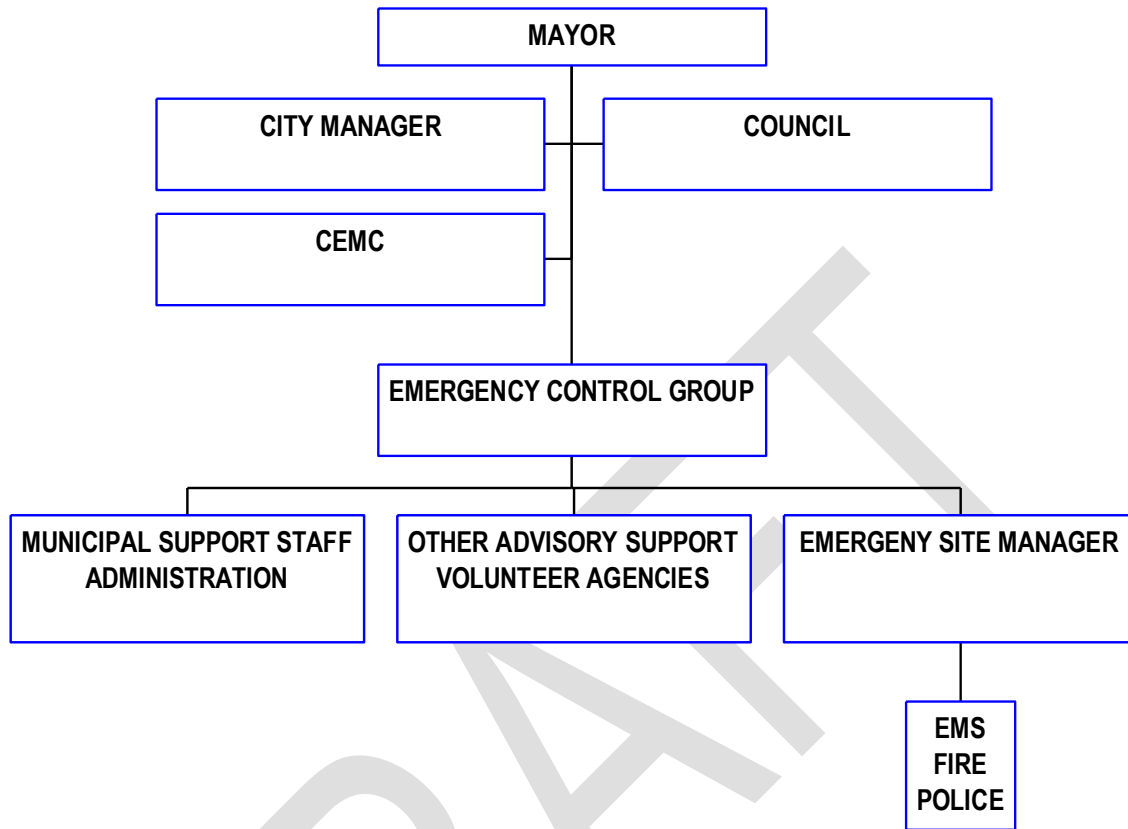 MAYOR
CITY MANAGER
COUNCIL
CEMC
EMERGENCY CONTROL GROUP
MUNICIPAL SUPPORT STAFF
ADMINISTRATION
OTHER ADVISORY SUPPORT
VOLUNTEER AGENCIES
EMERGENY SITE MANAGER
EMS
FIRE
POLICE
DRAFT